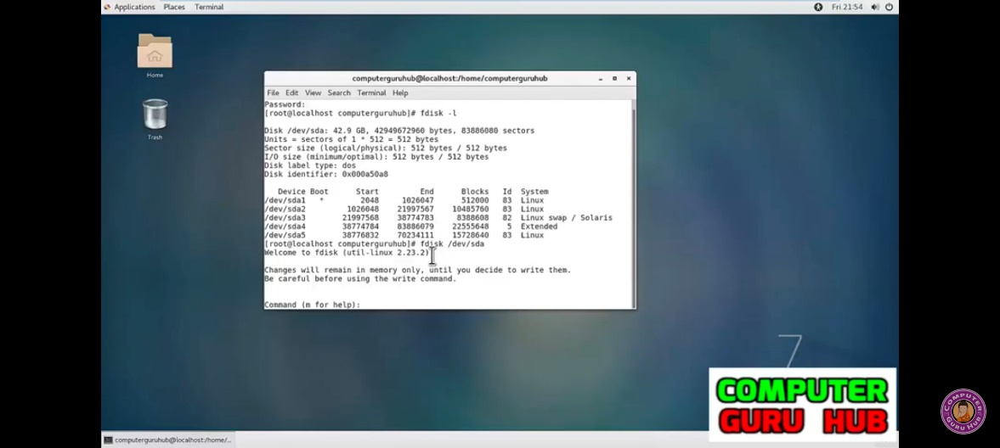 Applications Places Terminal
Fri 21:54
Home
Trash
computerguruhub@localhost:/home/computerguruhub
File Edit View Search Terminal Help
Password:
[root@localhost computerguruhub]# fdisk -l
Disk /dev/sda: 42.9 GB, 42949672960 bytes, 83886080 sectors
Units = sectors of 1 * 512 = 512 bytes
Sector size (logical/physical): 512 bytes / 512 bytes
I/O size (minimum/optimal): 512 bytes / 512 bytes
Disk label type: dos
Disk identifier: 0x000a50a8
Device Boot Start End Blocks Id System
/dev/sda1 * 2048 1026047 512000 83 Linux
/dev/sda2 1026048 21997567 10485760 83 Linux
/dev/sda3 21997568 38774783 8388608 82 Linux swap / Solaris
/dev/sda4 38774784 83886079 22555648 5 Extended
/dev/sda5 38776832 70234111 15728640 83 Linux
[root@localhost computerguruhub]# fdisk /dev/sda
Welcome to fdisk (util-linux 2.23.2)
Changes will remain in memory only, until you decide to write them.
Be careful before using the write command.
Command (m for help):
7
COMPUTER
GURU HUB
COMPUTER
GURU HUB
computerguruhub@localhost:/home/...